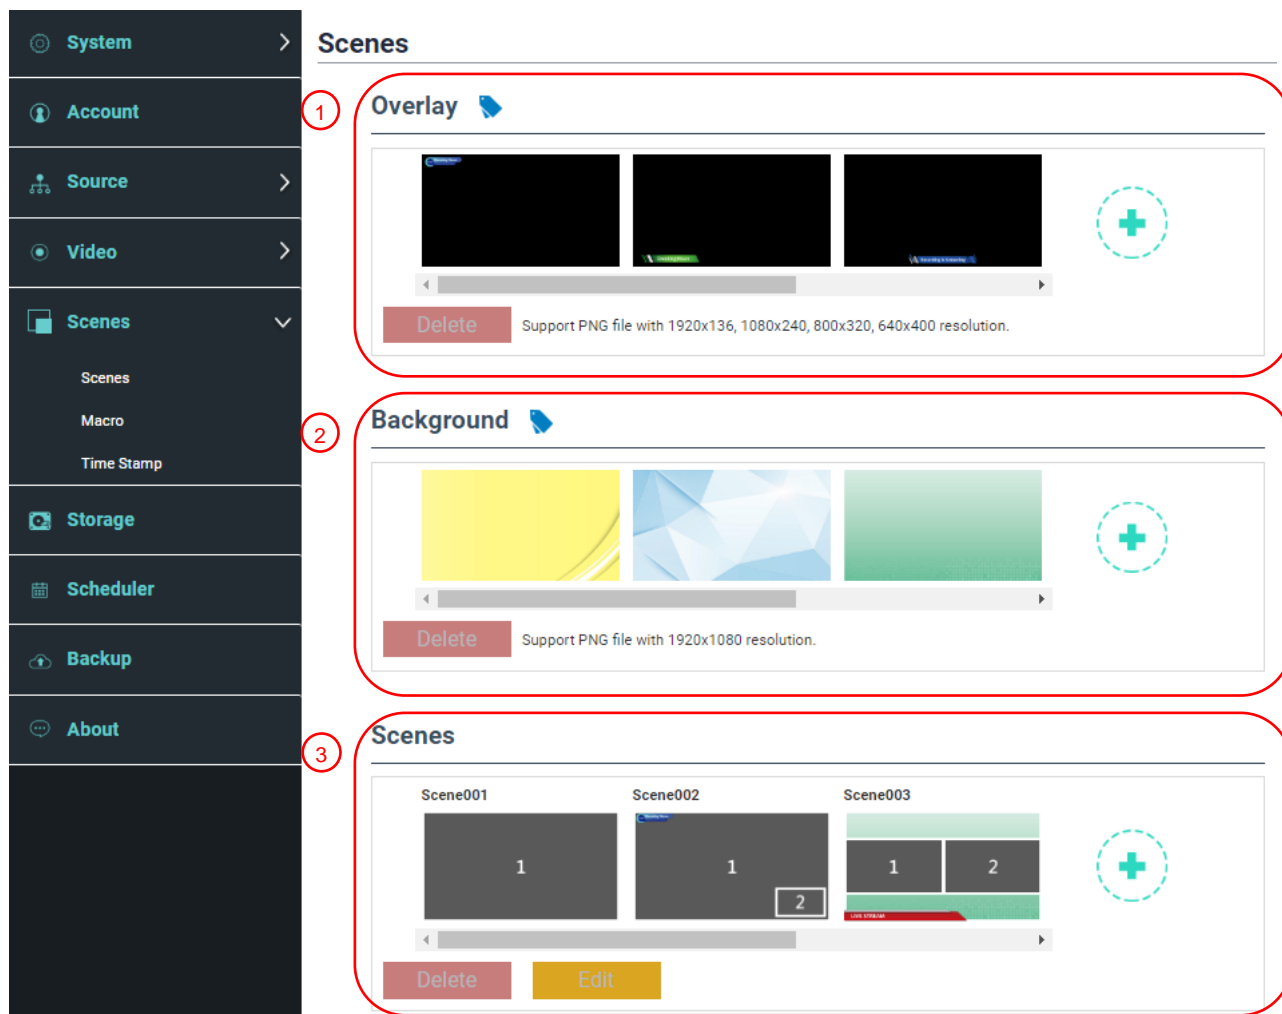 System
Account
Source
Video
Scenes
Scenes
Macro
Time Stamp
Storage
Scheduler
Backup
About
Scenes
1
Overlay
Delete
Support PNG file with 1920x136, 1080x240, 800x320, 640x400 resolution.
2
Background
Delete
Support PNG file with 1920x1080 resolution.
3
Scenes
Scene001
Scene002
Scene003
1
1
2
1
2
LIVE STREAM
Delete
Edit